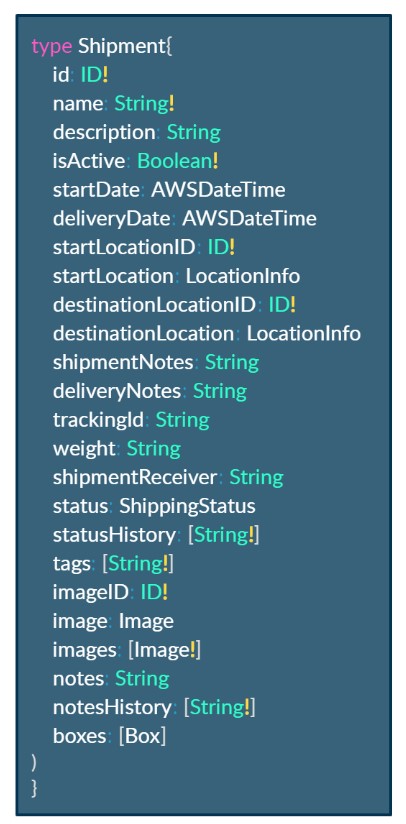 type Shipment{
id: ID!
name: String!
description: String
isActive: Boolean!
startDate: AWSDateTime
deliveryDate: AWSDateTime
startLocationID: ID!
startLocation: LocationInfo
destinationLocationID: ID!
destinationLocation: LocationInfo
shipmentNotes: String
deliveryNotes: String
trackingId: String
weight: String
shipmentReceiver: String
status: ShippingStatus
statusHistory: [String!]
tags: [String!]
imageID: ID!
image: Image
images: [Image!]
notes: String
notesHistory: [String!]
boxes: [Box]
)
}